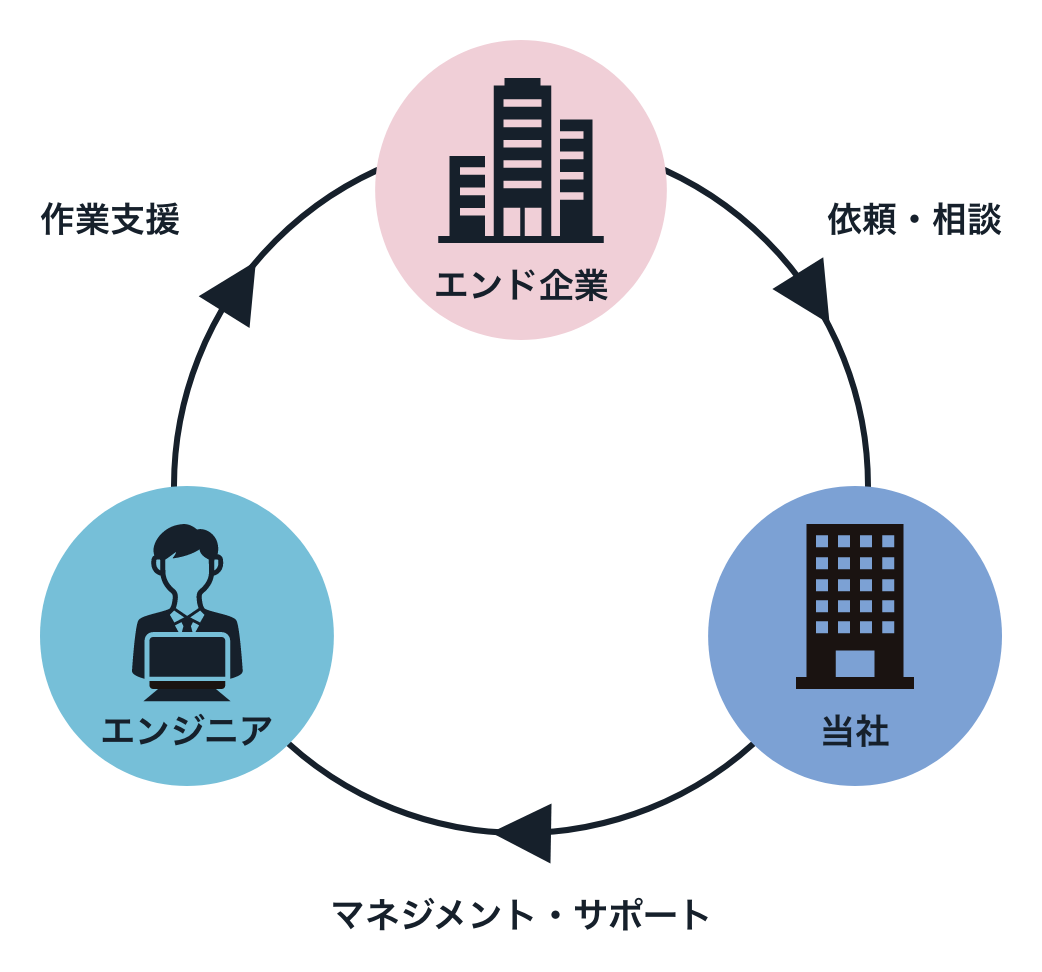 作業支援
依頼・相談
エンド企業
エンジニア
当社
マネジメント・サポート